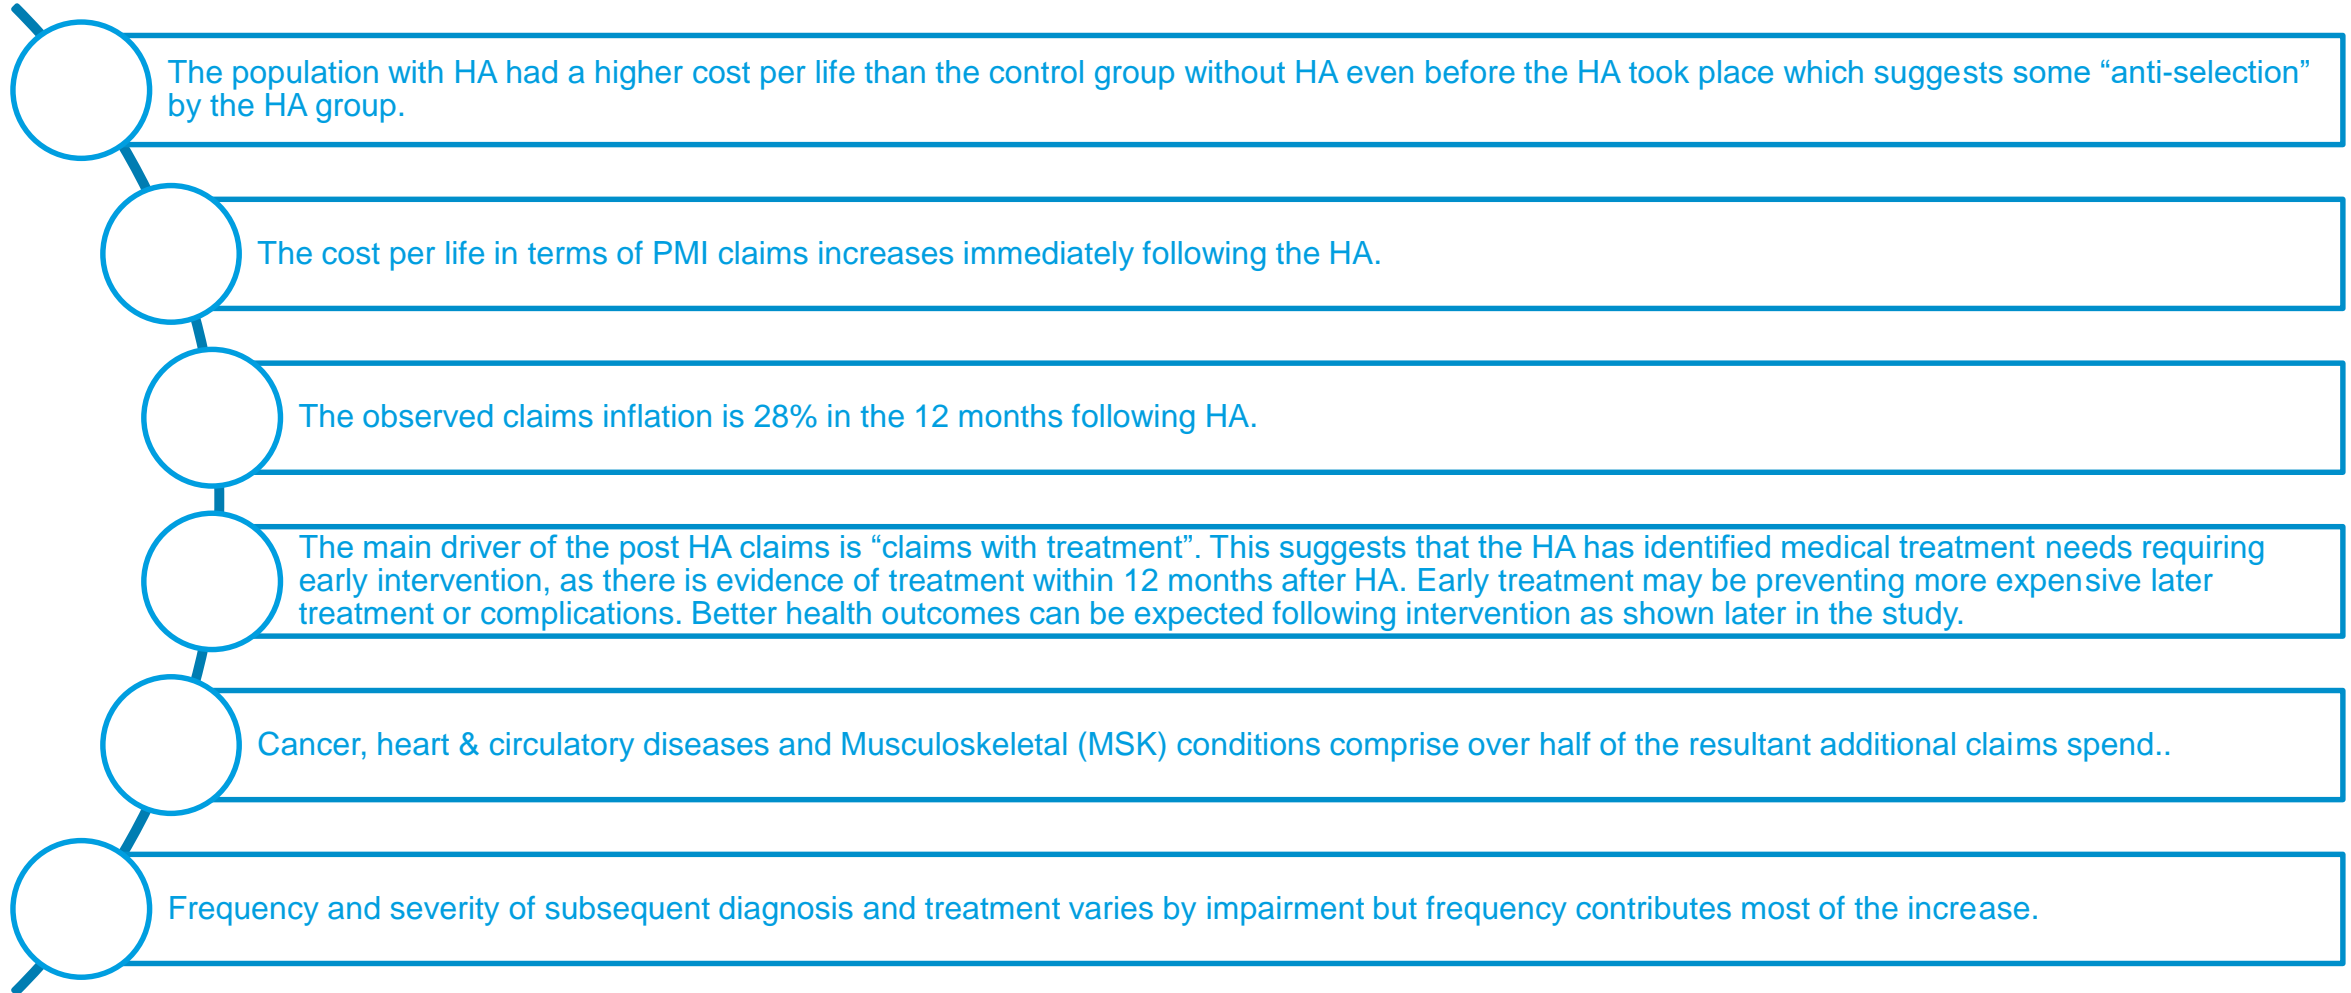 The population with HA had a higher cost per life than the control group without HA even before the HA took place which suggests some “anti-selection”
by the HA group.
The cost per life in terms of PMI claims increases immediately following the HA.
The observed claims inflation is 28% in the 12 months following HA.
The main driver of the post HA claims is “claims with treatment”. This suggests that the HA has identified medical treatment needs requiring
early intervention, as there is evidence of treatment within 12 months after HA. Early treatment may be preventing more expensive later
treatment or complications. Better health outcomes can be expected following intervention as shown later in the study.
Cancer, heart & circulatory diseases and Musculoskeletal (MSK) conditions comprise over half of the resultant additional claims spend..
Frequency and severity of subsequent diagnosis and treatment varies by impairment but frequency contributes most of the increase.